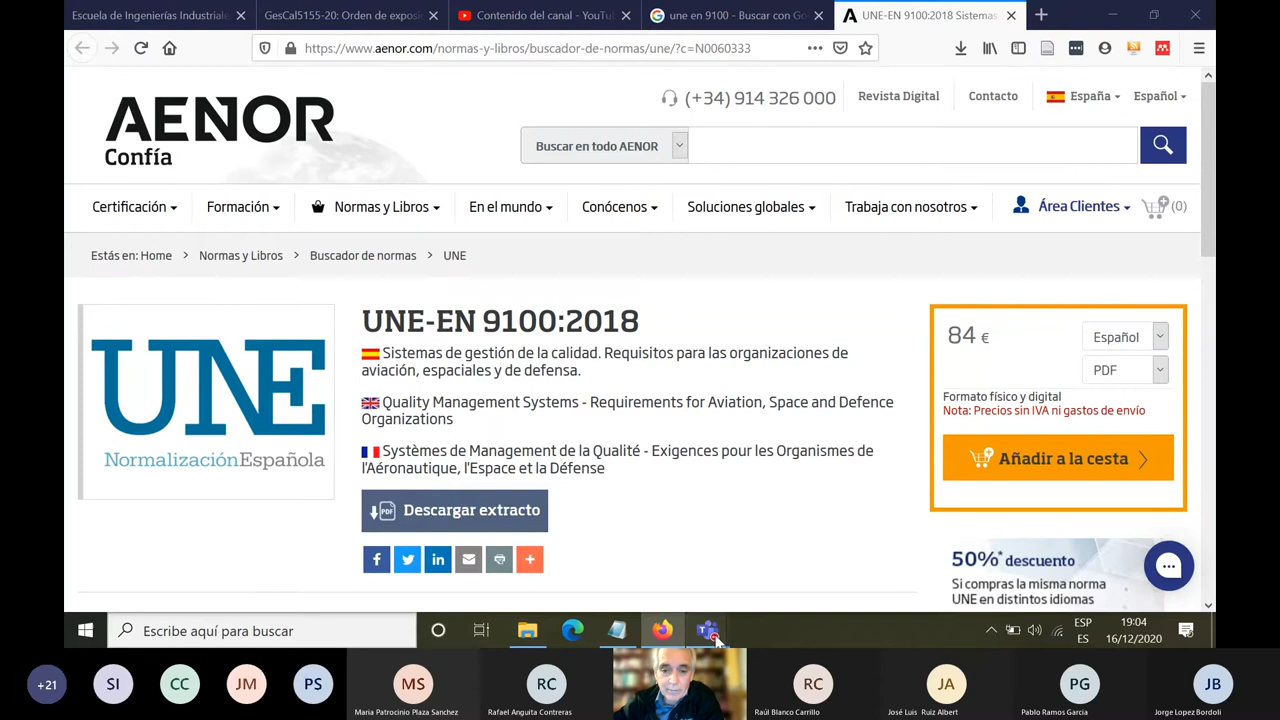 Escuela de Ingenierías Industriale
GesCal5155-20: Orden de exposi
Contenido del canal - YouTu
une en 9100 - Buscar con Go
UNE-EN 9100:2018 Sistemas
https://www.aenor.com/normas-y-libros/buscador-de-normas/une/?c=N0060333
AENOR
Confía
(+34) 914 326 000
Revista Digital
Contacto
España
Español
Buscar en todo AENOR
Certificación
Formación
Normas y Libros
En el mundo
Conócenos
Soluciones globales
Trabaja con nosotros
Área Clientes
(0)
Estás en: Home > Normas y Libros > Buscador de normas > UNE
UNE
NormalizaciónEspañola
UNE-EN 9100:2018
Sistemas de gestión de la calidad. Requisitos para las organizaciones de
aviación, espaciales y de defensa.
Quality Management Systems - Requirements for Aviation, Space and Defence
Organizations
Systèmes de Management de la Qualité - Exigences pour les Organismes de
l'Aéronautique, l'Espace et la Défense
PDF
Descargar extracto
84 €
Español
PDF
Formato físico y digital
Nota: Precios sin IVA ni gastos de envío
Añadir a la cesta
50%* descuento
Si compras la misma norma
UNE en distintos idiomas
Escribe aquí para buscar
ESP
ES
19:04
16/12/2020
+21
SI
CC
JM
PS
MS
Maria Patrocinio Plaza Sanchez
RC
Rafael Anguita Contreras
RC
Raúl Blanco Carrillo
JA
José Luis Ruiz Albert
PG
Pablo Ramos Garcia
JB
Jorge Lopez Bordoli